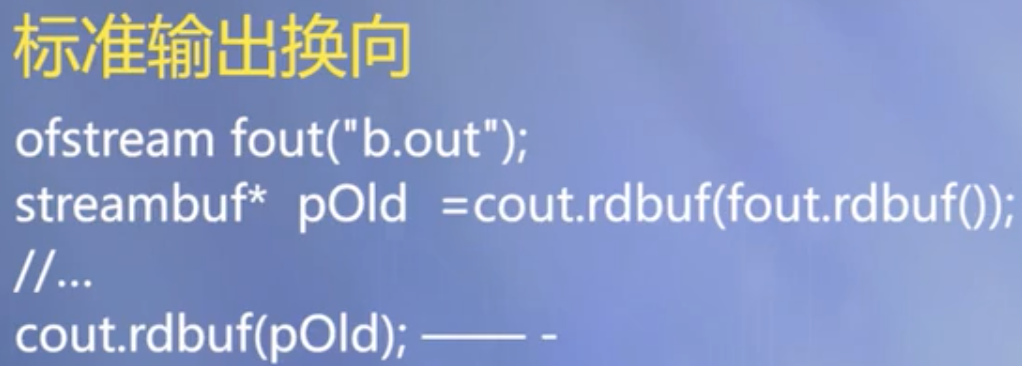 标准输出换向
ofstream fout("b.out");
streambuf*  pOld  =cout.rdbuf(fout.rdbuf());
//...
cout.rdbuf(pOld); —— -